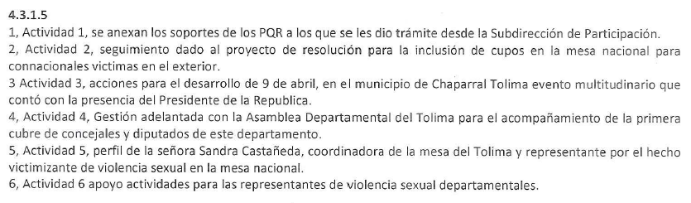 4.3.1.5
1, Actividad 1, se anexan los soportes de los PQR a los que se les dio trámite desde la Subdirección de Participación.
2, Actividad 2, seguimiento dado al proyecto de resolución para la inclusión de cupos en la mesa nacional para
connacionales victimas en el exterior.
3 Actividad 3, acciones para el desarrollo de 9 de abril, en el municipio de Chaparral Tolima evento multitudinario que
contó con la presencia del Presidente de la Republica.
4, Actividad 4, Gestión adelantada con la Asamblea Departamental del Tolima para el acompañamiento de la primera
cubre de concejales y diputados de este departamento.
5, Actividad 5, perfil de la señora Sandra Castañeda, coordinadora de la mesa del Tolima y representante por el hecho
victimizante de violencia sexual en la mesa nacional.
6, Actividad 6 apoyo actividades para las representantes de violencia sexual departamentales.